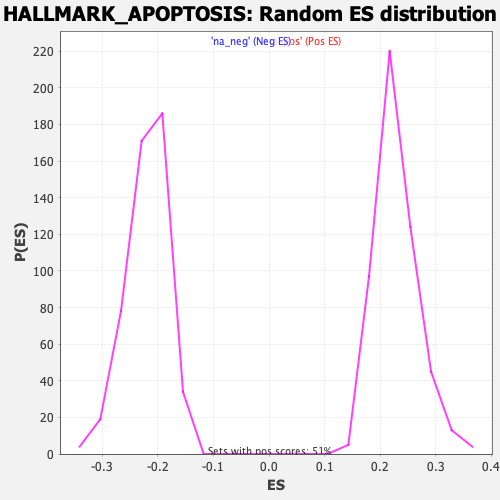 HALLMARK_APOPTOSIS: Random ES distribution
'na_neg' (Neg ES) (Pos ES)
220
200
180
160
140
120
100
80
60
40
20
0
P(ES)
Sets with pos scores: 51%
-0.3 -0.2 -0.1 0.0 0.1 0.2 0.3 0.4
ES